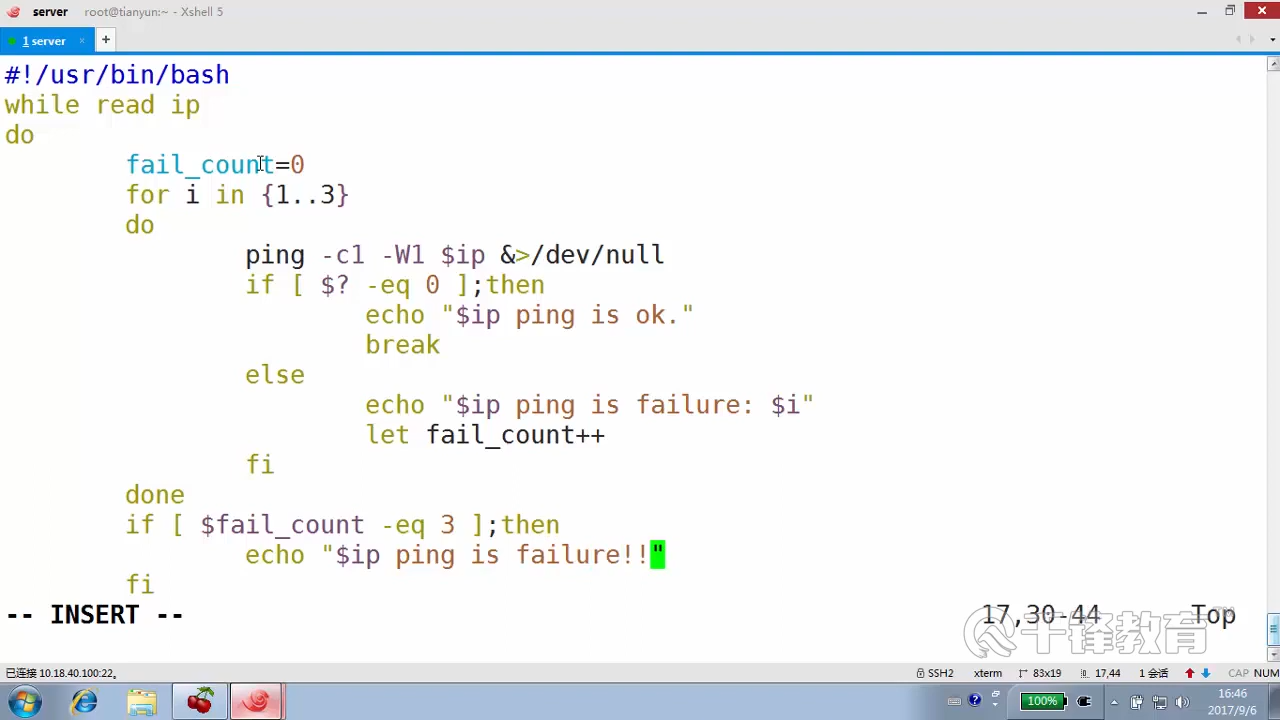 server root@tianyun:~ - Xshell 5
1 server × +
#!/usr/bin/bash
while read ip
do
fail_count=0
for i in {1..3}
do
ping -c1 -W1 $ip &>/dev/null
if [ $? -eq 0 ];then
echo "$ip ping is ok."
break
else
echo "$ip ping is failure: $i"
let fail_count++
fi
done
if [ $fail_count -eq 3 ];then
echo "$ip ping is failure!!"
fi
-- INSERT -- 17,30-44 Top
千锋教育 TM
已连接 10.18.40.100:22。 SSH2 xterm 83x19 17,44 1 会话 CAP NUM
100% 16:46
2017/9/6